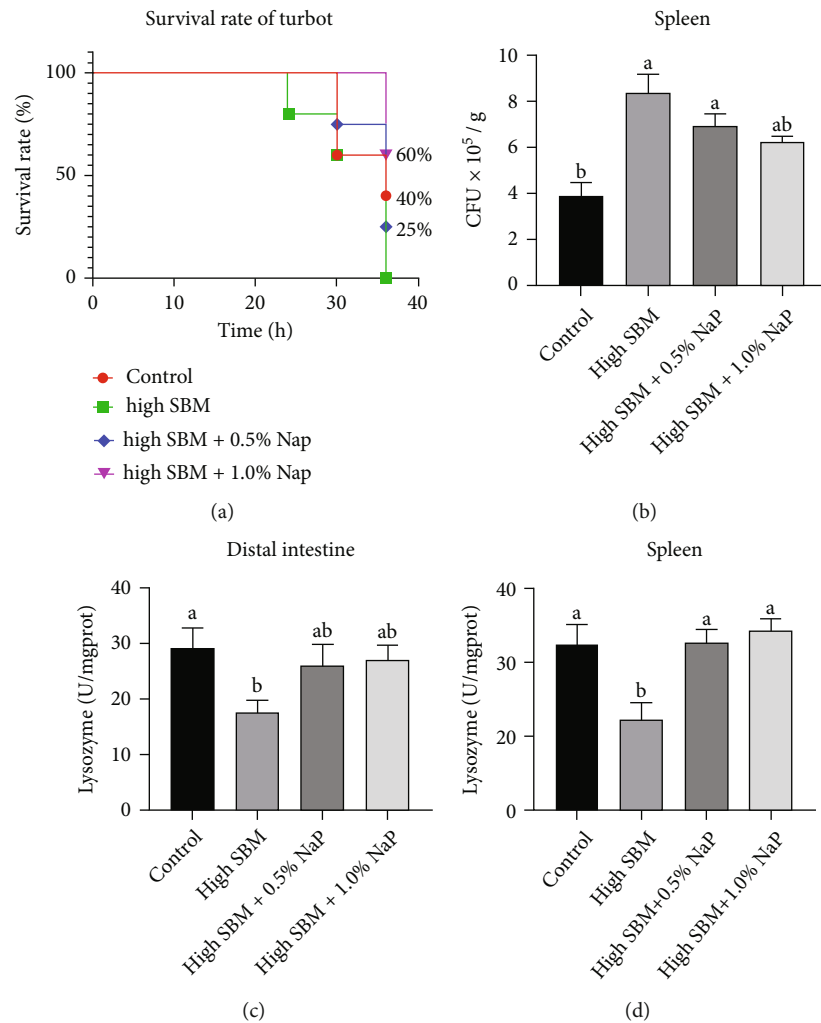 Survival rate of turbot
Survival rate (%)
100
50
0
0 10 20 30 40
60%
40%
25%
Time (h)
Control
high SBM
high SBM + 0.5% Nap
high SBM + 1.0% Nap
(a)
Spleen
CFU × 10⁵ / g
10
8
6
4
2
0
b
a
a
ab
Control
High SBM
High SBM + 0.5% NaP
High SBM + 1.0% NaP
(b)
Distal intestine
Lysozyme (U/mgprot)
40
30
20
10
0
a
b
ab
ab
Control
High SBM
High SBM + 0.5% NaP
High SBM + 1.0% NaP
(c)
Spleen
Lysozyme (U/mgprot)
40
30
20
0
a
b
a
a
Control
High SBM
High SBM+0.5% NaP
High SBM+1.0% NaP
(d)